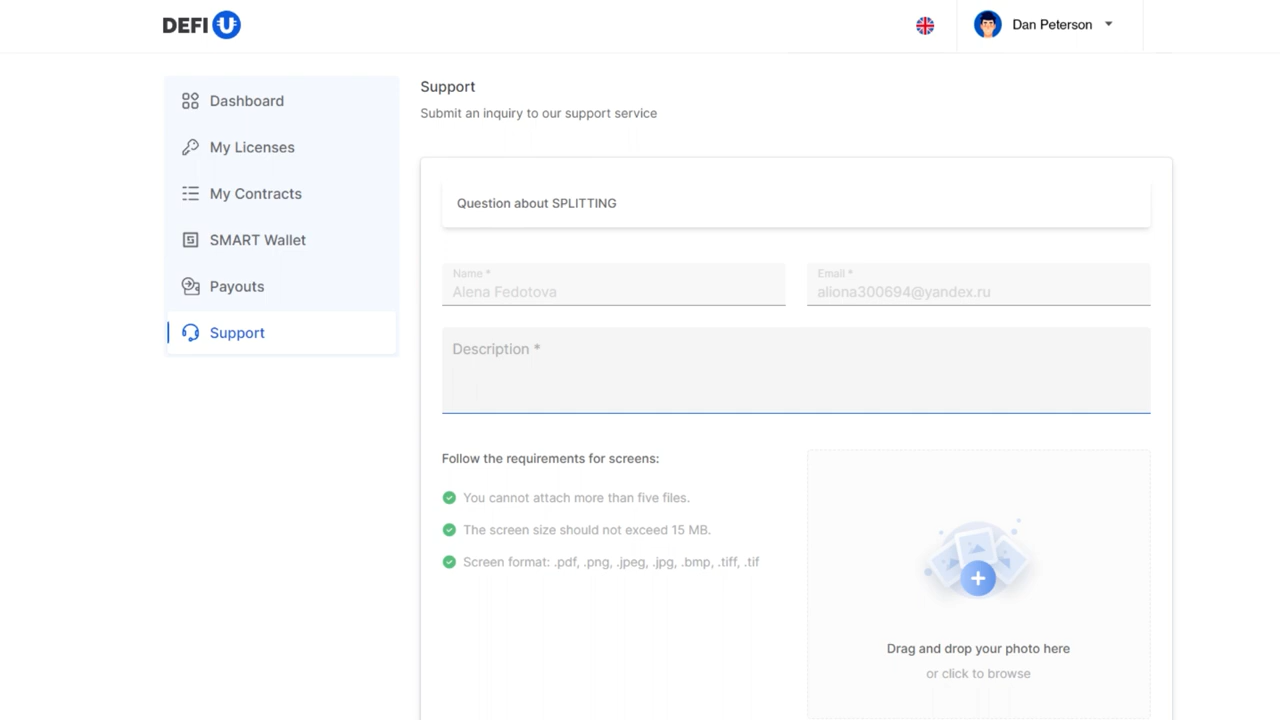 DEFI U
Dan Peterson
Dashboard
My Licenses
My Contracts
SMART Wallet
Payouts
Support
Support
Submit an inquiry to our support service
Question about SPLITTING
Name *
Alena Fedotova
Email *
aliona300694@yandex.ru
Description *
Follow the requirements for screens:
You cannot attach more than five files.
The screen size should not exceed 15 MB.
Screen format: .pdf, .png, .jpeg, .jpg, .bmp, .tiff, .tif
Drag and drop your photo here
or click to browse